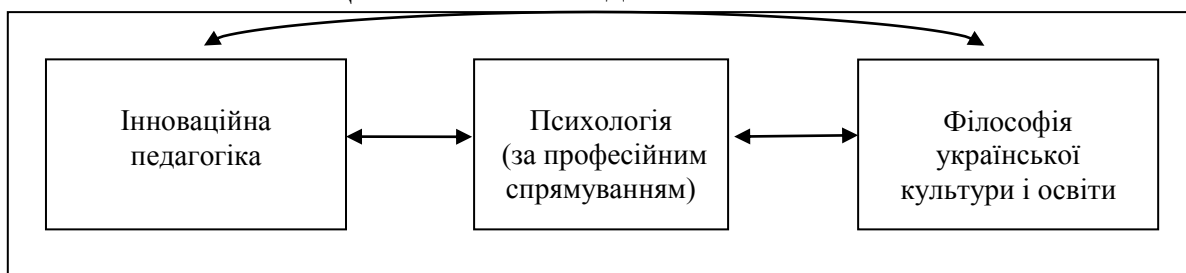 Інноваційна
педагогіка
Психологія
(за професійним
спрямуванням)
Філософія
української
культури і освіти